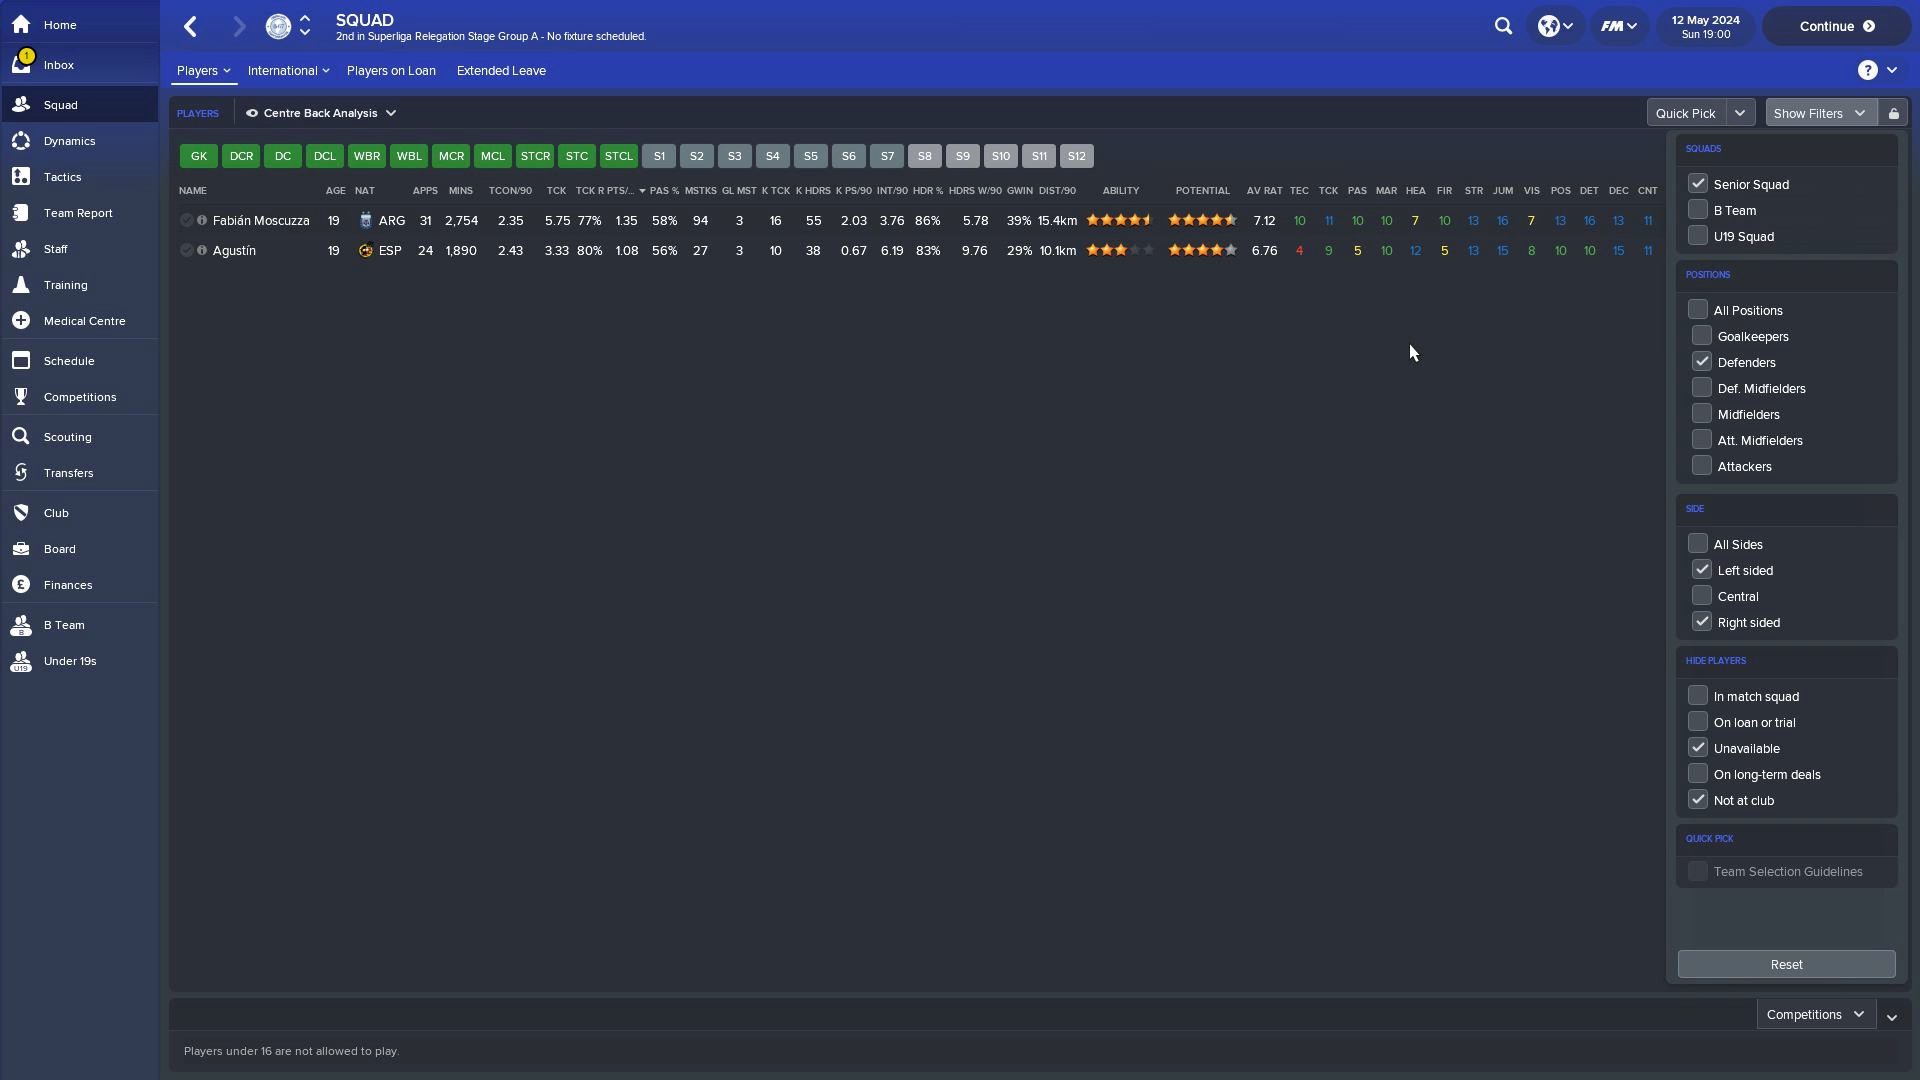 Home
1
Inbox
Squad
Dynamics
Tactics
Team Report
Staff
Training
Medical Centre
Schedule
Competitions
Scouting
Transfers
Club
Board
Finances
B
B Team
U19
Under 19s
SQUAD
2nd in Superliga Relegation Stage Group A - No fixture scheduled.
FM
12 May 2024
Sun 19:00
Continue
Players International Players on Loan Extended Leave
?
PLAYERS Centre Back Analysis Quick Pick Show Filters
GK DCR DC DCL WBR WBL MCR MCL STCR STC STCL S1 S2 S3 S4 S5 S6 S7 S8 S9 S10 S11 S12
NAME AGE NAT APPS MINS TCON/90 TCK TCK R PTS/... PAS % MSTKS GL MST K TCK K HDRS K PS/90 INT/90 HDR % HDRS W/90 GWIN DIST/90 ABILITY POTENTIAL AV RAT TEC TCK PAS MAR HEA FIR STR JUM VIS POS DET DEC CNT
Fabián Moscuzza 19 ARG 31 2,754 2.35 5.75 77% 1.35 58% 94 3 16 55 2.03 3.76 86% 5.78 39% 15.4km 7.12 10 11 10 10 7 10 13 16 7 13 16 13 11
Agustín 19 ESP 24 1,890 2.43 3.33 80% 1.08 56% 27 3 10 38 0.67 6.19 83% 9.76 29% 10.1km 6.76 4 9 5 10 12 5 13 15 8 10 10 15 11
SQUADS
Senior Squad
B Team
U19 Squad
POSITIONS
All Positions
Goalkeepers
Defenders
Def. Midfielders
Midfielders
Att. Midfielders
Attackers
SIDE
All Sides
Left sided
Central
Right sided
HIDE PLAYERS
In match squad
On loan or trial
Unavailable
On long-term deals
Not at club
QUICK PICK
Team Selection Guidelines
Reset
Competitions
Players under 16 are not allowed to play.